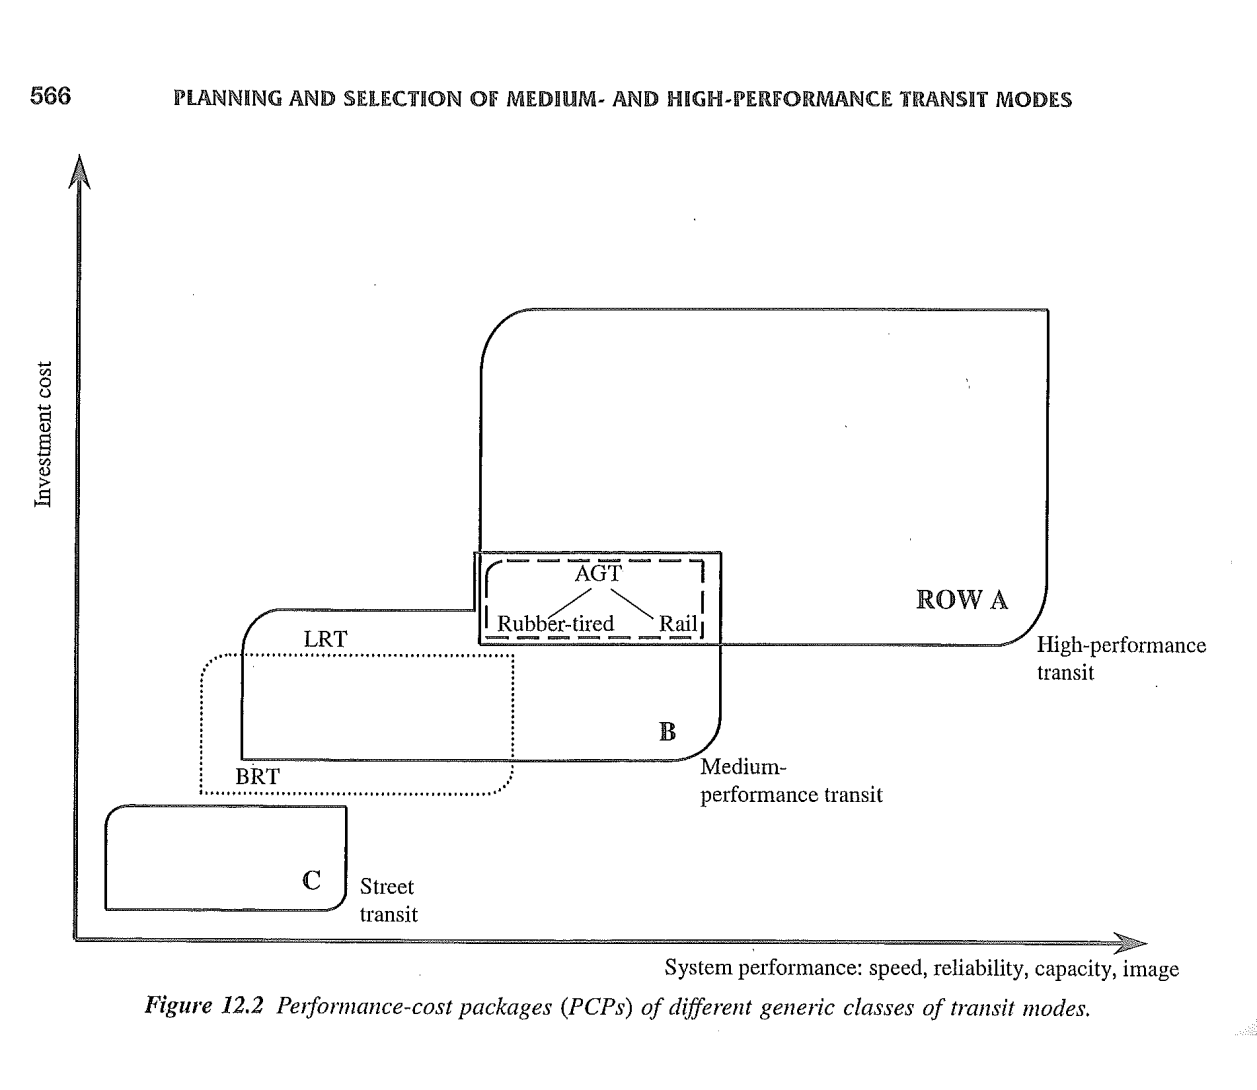 566
PLANNING AND SELECTION OF MEDIUM- AND HIGH-PERFORMANCE TRANSIT MODES
Investment cost
AGT
Rubber-tired
Rail
ROW A
LRT
High-performance
transit
B
BRT
Medium-
performance transit
C
Street
transit
System performance: speed, reliability, capacity, image
Figure 12.2 Performance-cost packages (PCPs) of different generic classes of transit modes.